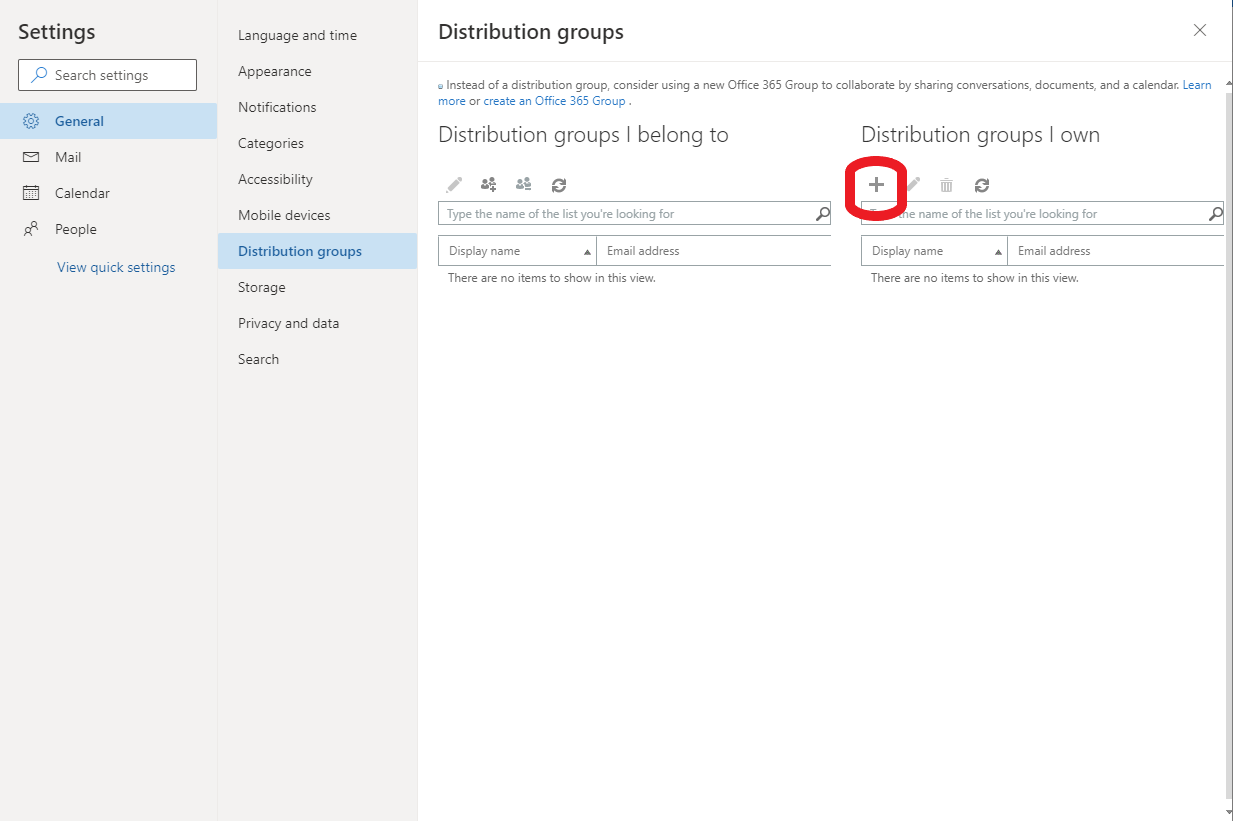 Settings
Search settings
General
Mail
Calendar
People
View quick settings
Language and time
Appearance
Notifications
Categories
Accessibility
Mobile devices
Distribution groups
Storage
Privacy and data
Search
Distribution groups
Instead of a distribution group, consider using a new Office 365 Group to collaborate by sharing conversations, documents, and a calendar. Learn
more or create an Office 365 Group .
Distribution groups I belong to
Type the name of the list you're looking for
Display name Email address
There are no items to show in this view.
Distribution groups I own
name of the list you're looking for
Display name Email address
There are no items to show in this view.